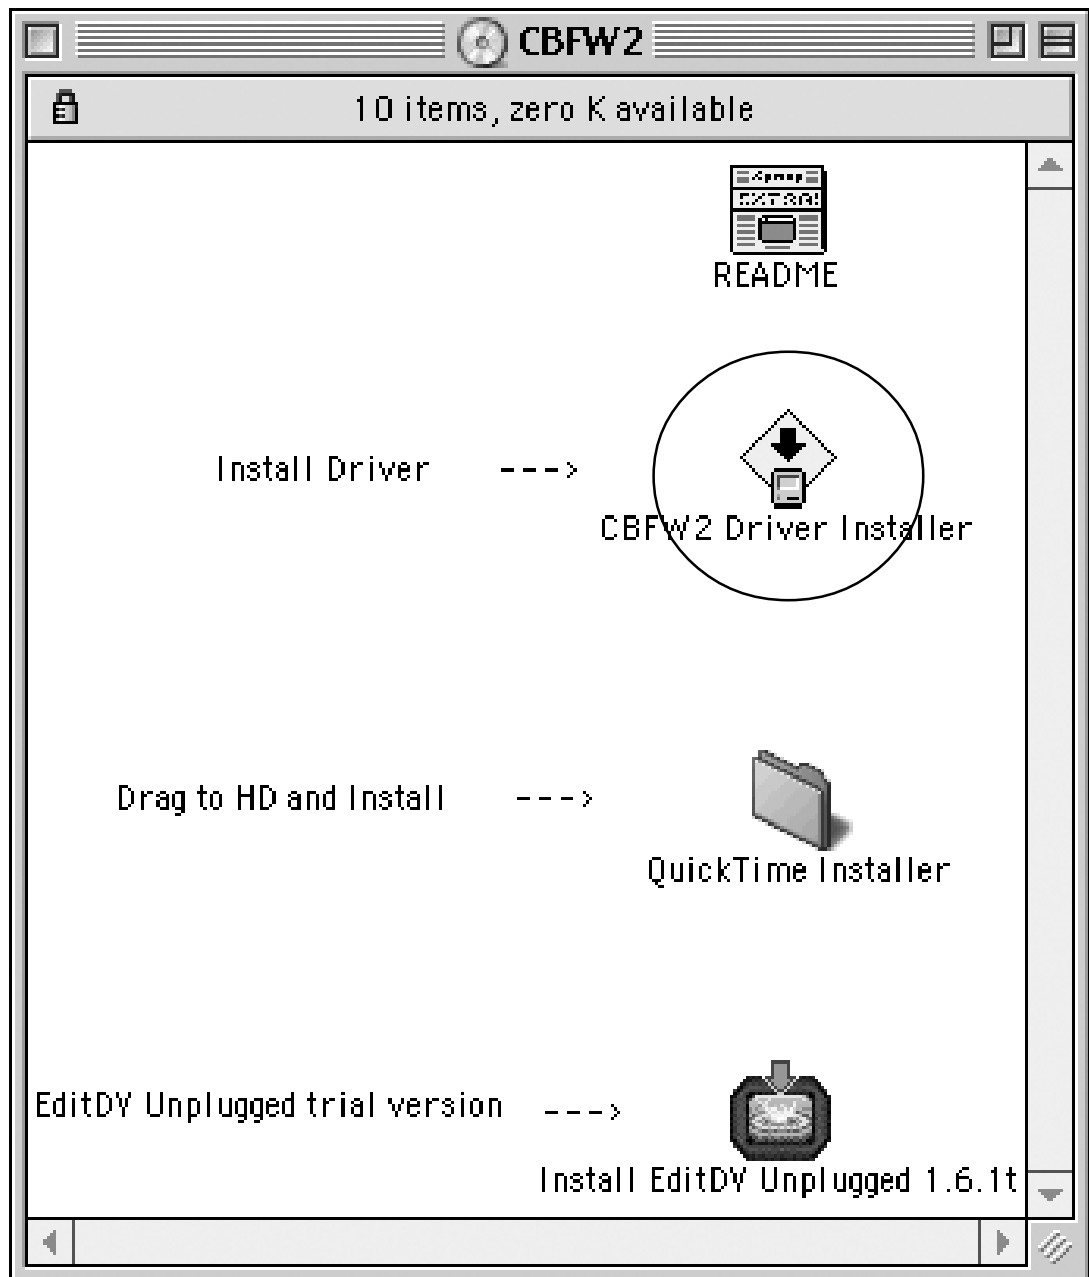 CBFW2
10 items, zero K available
EXTRA!
README
Install Driver --->
CBFW2 Driver Installer
Drag to HD and Install --->
QuickTime Installer
EditDV Unplugged trial version --->
Install EditDV Unplugged 1.6.1t